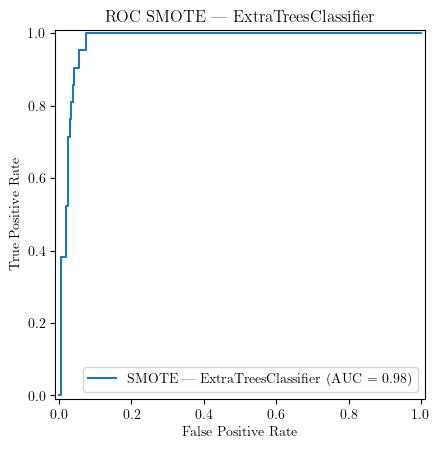 ROC SMOTE — ExtraTreesClassifier
1.0
0.8
0.6
0.4
0.2
0.0
True Positive Rate
SMOTE — ExtraTreesClassifier (AUC = 0.98)
0.0 0.2 0.4 0.6 0.8 1.0
False Positive Rate